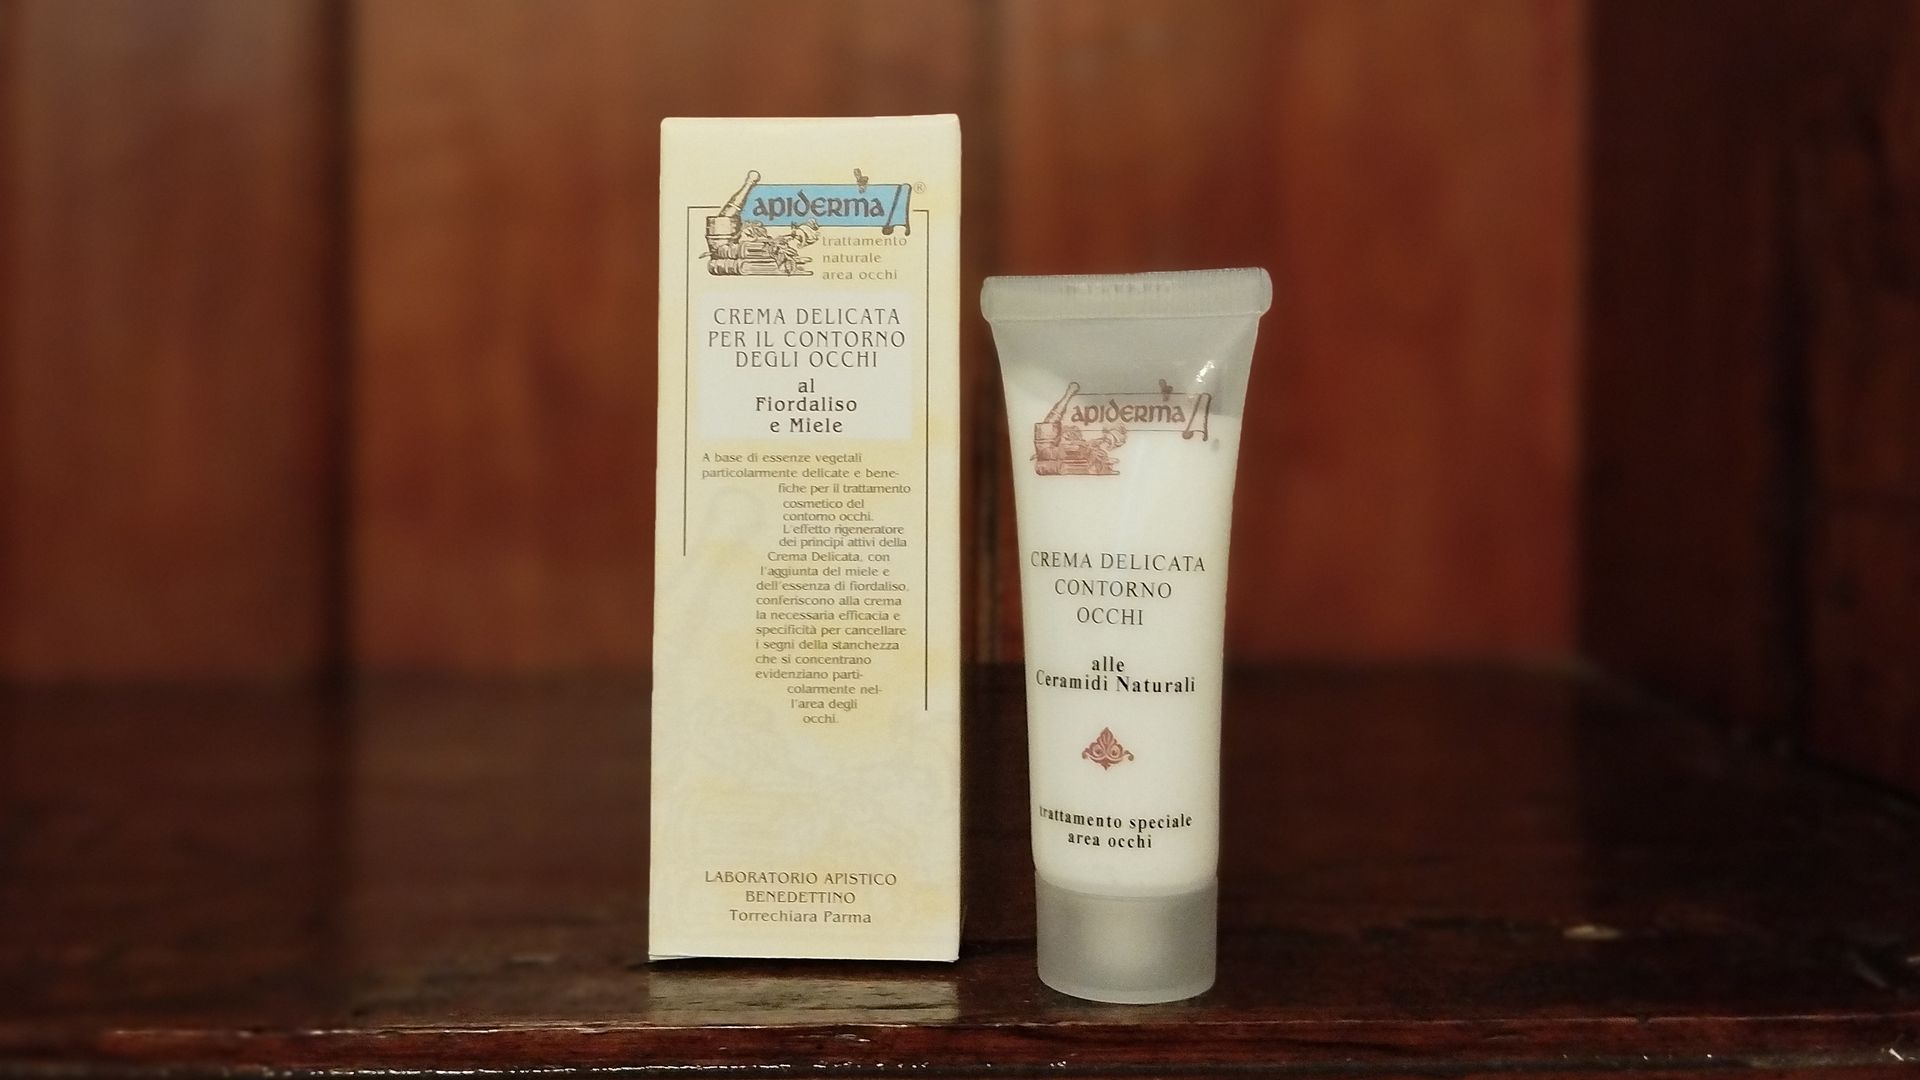 apiderma ®
trattamento
naturale
area occhi
CREMA DELICATA
PER IL CONTORNO
DEGLI OCCHI
al
Fiordaliso
e Miele
A base di essenze vegetali
particolarmente delicate e bene-
fiche per il trattamento
cosmetico del
contorno occhi.
L'effetto rigeneratore
dei principi attivi della
Crema Delicata, con
l'aggiunta del miele e
dell'essenza di fiordaliso,
conferiscono alla crema
la necessaria efficacia e
specificità per cancellare
i segni della stanchezza
che si concentrano
evidenziano parti-
colarmente nel-
l'area degli
occhi.
LABORATORIO APISTICO
BENEDETTINO
Torrechiara Parma
apiderma
CREMA DELICATA
CONTORNO
OCCHI
alle
Ceramidi Naturali
trattamento speciale
area occhi